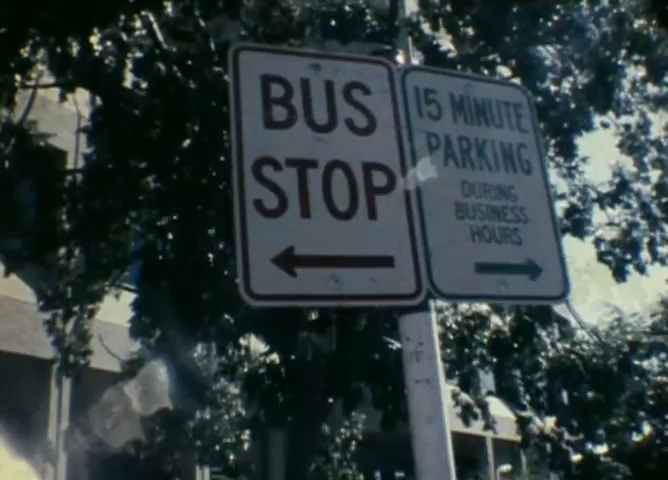 BUS
STOP
15 MINUTE
PARKING
DURING
BUSINESS
HOURS